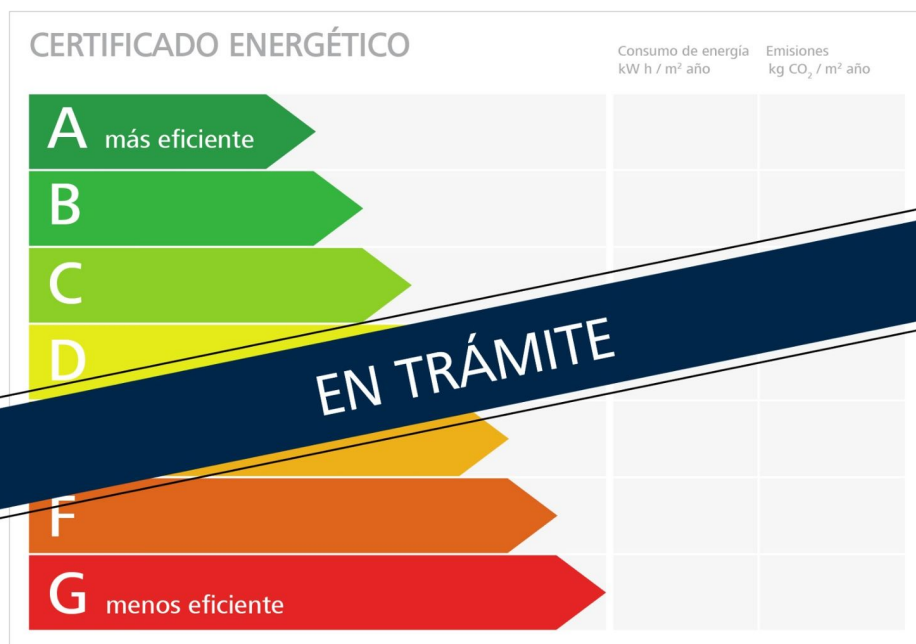 CERTIFICADO ENERGÉTICO
Consumo de energía
kW h / m² año
Emisiones
kg CO₂ / m² año
A más eficiente
B
C
D
EN TRÁMITE
F
G menos eficiente